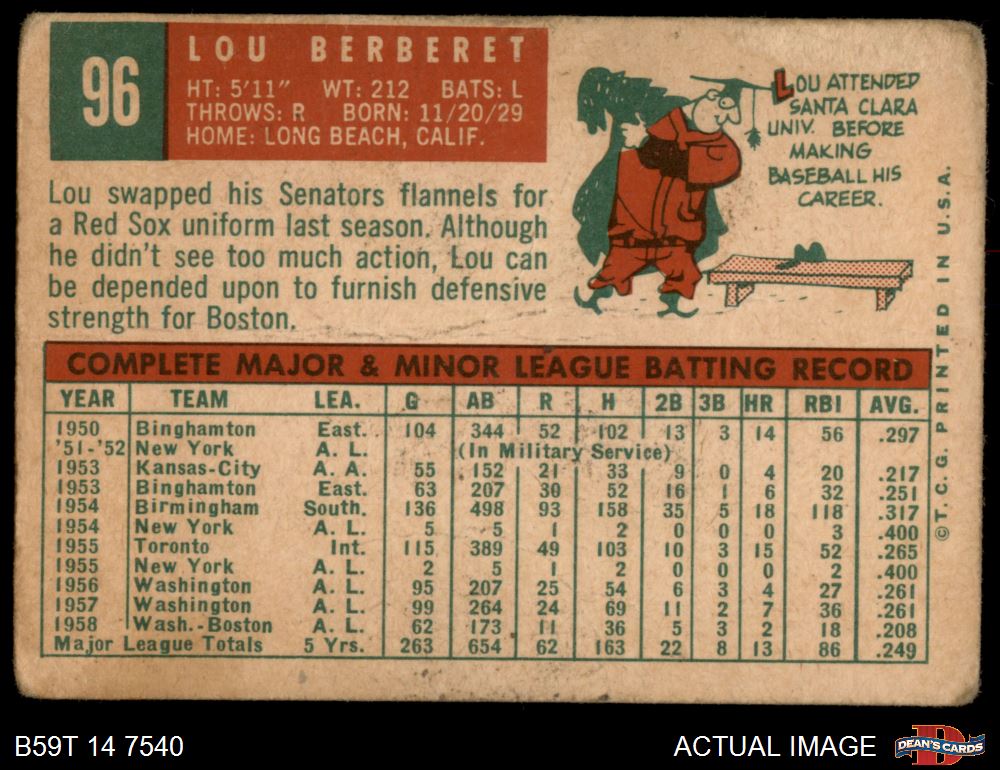 96
LOU BERBERET
HT: 5'11" WT: 212 BATS: L
THROWS: R BORN: 11/20/29
HOME: LONG BEACH, CALIF.
LOU ATTENDED
SANTA CLARA
UNIV. BEFORE
MAKING
BASEBALL HIS
CAREER.
Lou swapped his Senators flannels for
a Red Sox uniform last season. Although
he didn't see too much action, Lou can
be depended upon to furnish defensive
strength for Boston.
COMPLETE MAJOR & MINOR LEAGUE BATTING RECORD
YEAR TEAM LEA. G AB R H 2B 3B HR RBI AVG.
1950 Binghamton East. 104 344 52 102 13 3 14 56 .297
'51-'52 New York A. L. (In Military Service)
1953 Kansas-City A. A. 55 152 21 33 9 0 4 20 .217
1953 Binghamton East. 63 207 30 52 16 1 6 32 .251
1954 Birmingham South. 136 498 93 158 35 5 18 118 .317
1954 New York A. L. 5 5 1 2 0 0 0 3 .400
1955 Toronto Int. 115 389 49 103 10 3 15 52 .265
1955 New York A. L. 2 5 1 2 0 0 0 2 .400
1956 Washington A. L. 95 207 25 54 6 3 4 27 .261
1957 Washington A. L. 99 264 24 69 11 2 7 36 .261
1958 Wash.-Boston A. L. 62 173 11 36 5 3 2 18 .208
Major League Totals 5 Yrs. 263 654 62 163 22 8 13 86 .249
©T.C.G. PRINTED IN U.S.A.
B59T 14 7540
ACTUAL IMAGE
D
DEAN'S CARDS